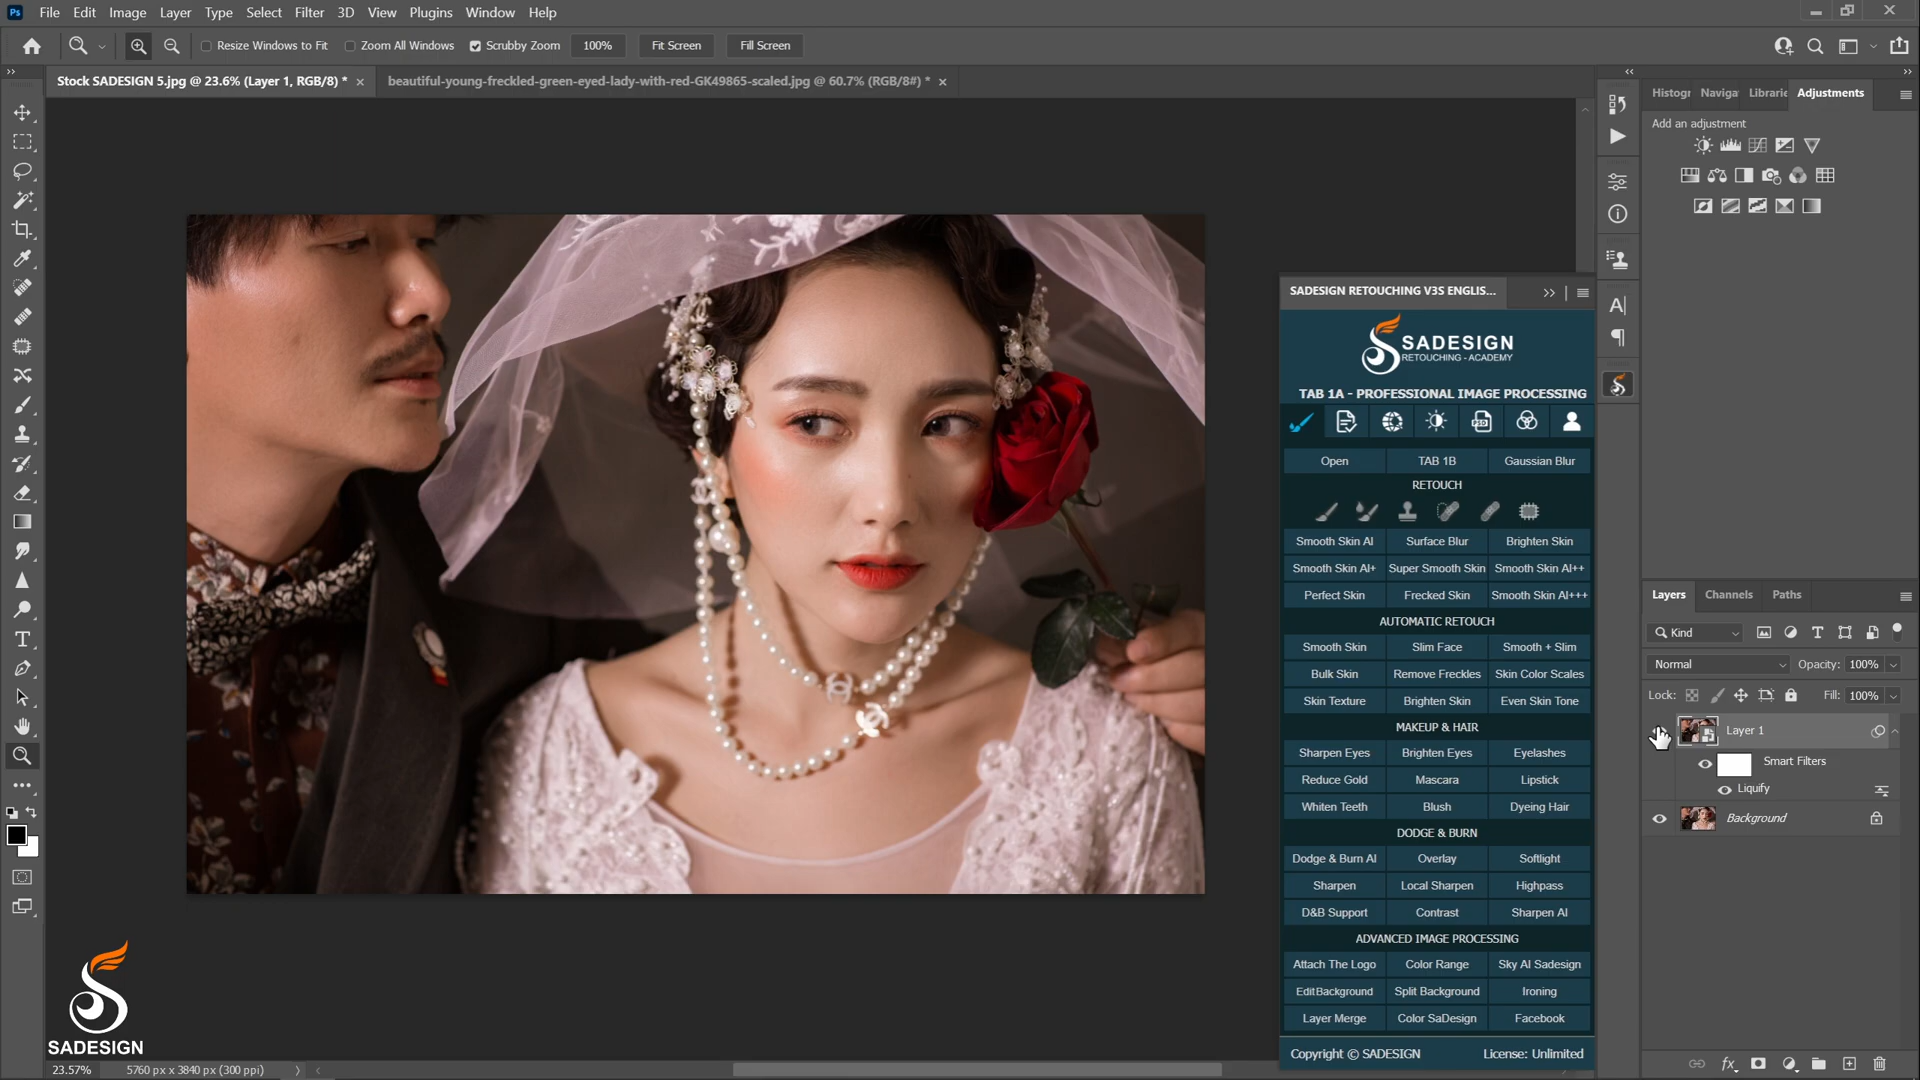 Ps File Edit Image Layer Type Select Filter 3D View Plugins Window Help
Resize Windows to Fit Zoom All Windows Scrubby Zoom 100% Fit Screen Fill Screen
Stock SADESIGN 5.jpg @ 23.6% (Layer 1, RGB/8) * × beautiful-young-freckled-green-eyed-lady-with-red-GK49865-scaled.jpg @ 60.7% (RGB/8#) * ×
Histogr Naviga Librarie Adjustments
Add an adjustment
SADESIGN RETOUCHING V3S ENGLIS...
SADESIGN
RETOUCHING - ACADEMY
TAB 1A - PROFESSIONAL IMAGE PROCESSING
PSD
Open TAB 1B Gaussian Blur
RETOUCH
Smooth Skin AI Surface Blur Brighten Skin
Smooth Skin AI+ Super Smooth Skin Smooth Skin AI++
Perfect Skin Frecked Skin Smooth Skin AI+++
AUTOMATIC RETOUCH
Smooth Skin Slim Face Smooth + Slim
Bulk Skin Remove Freckles Skin Color Scales
Skin Texture Brighten Skin Even Skin Tone
MAKEUP & HAIR
Sharpen Eyes Brighten Eyes Eyelashes
Reduce Gold Mascara Lipstick
Whiten Teeth Blush Dyeing Hair
DODGE & BURN
Dodge & Burn AI Overlay Softlight
Sharpen Local Sharpen Highpass
D&B Support Contrast Sharpen AI
ADVANCED IMAGE PROCESSING
Attach The Logo Color Range Sky AI Sadesign
Edit Background Split Background Ironing
Layer Merge Color SaDesign Facebook
Copyright © SADESIGN License: Unlimited
Layers Channels Paths
Kind
Normal Opacity: 100%
Lock: Fill: 100%
Layer 1
Smart Filters
Liquify
Background
SADESIGN
23.57% 5760 px x 3840 px (300 ppi)